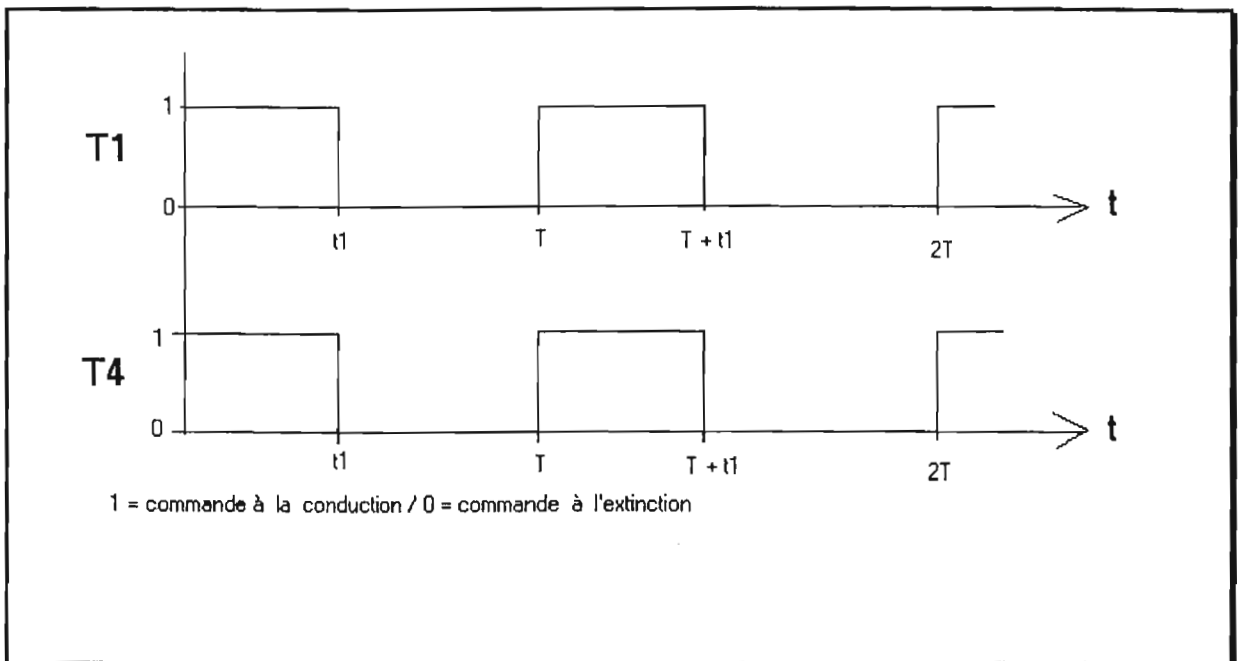 1
T1
0
t
t1
T
T + t1
2T
1
T4
0
t
t1
T
T + t1
2T
1 = commande à la conduction / 0 = commande à l'extinction